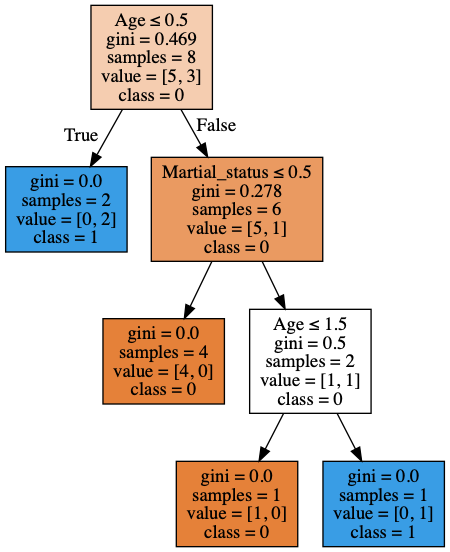 Age ≤ 0.5
gini = 0.469
samples = 8
value = [5, 3]
class = 0
True
False
gini = 0.0
samples = 2
value = [0, 2]
class = 1
Martial_status ≤ 0.5
gini = 0.278
samples = 6
value = [5, 1]
class = 0
gini = 0.0
samples = 4
value = [4, 0]
class = 0
Age ≤ 1.5
gini = 0.5
samples = 2
value = [1, 1]
class = 0
gini = 0.0
samples = 1
value = [1, 0]
class = 0
gini = 0.0
samples = 1
value = [0, 1]
class = 1